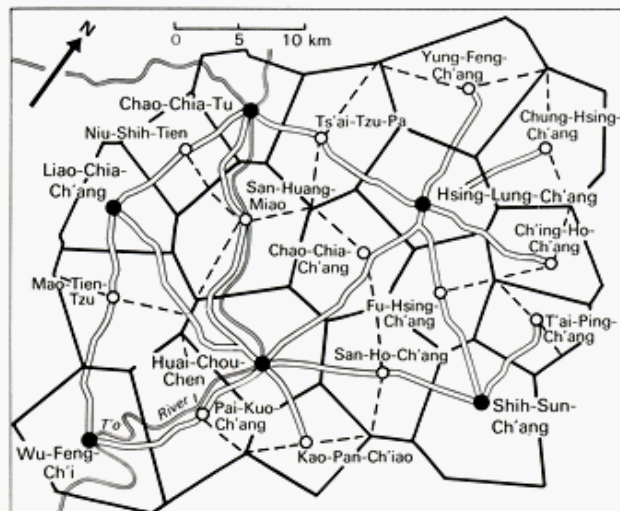 N
0 5 10 km
Yung-Feng-
Ch'ang
Chao-Chia-Tu
Ts'ai-Tzu-Pa
Chung-Hsing-
Ch'ang
Niu-Shih-Tien
Liao-Chia-
Ch'ang
San-Huang-
Miao
Hsing-Lung-Ch'ang
Ch'ing-Ho-
Ch'ang
Chao-Chia-
Ch'ang
Mao-Tien-
Tzu
Fu-Hsing-
Ch'ang
T'ai-Ping-
Ch'ang
Huai-Chou-
Chen
San-Ho-Ch'ang
T'o River
Pai-Kuo-
Ch'ang
Shih-Sun-
Ch'ang
Wu-Feng-
Ch'i
Kao-Pan-Ch'iao